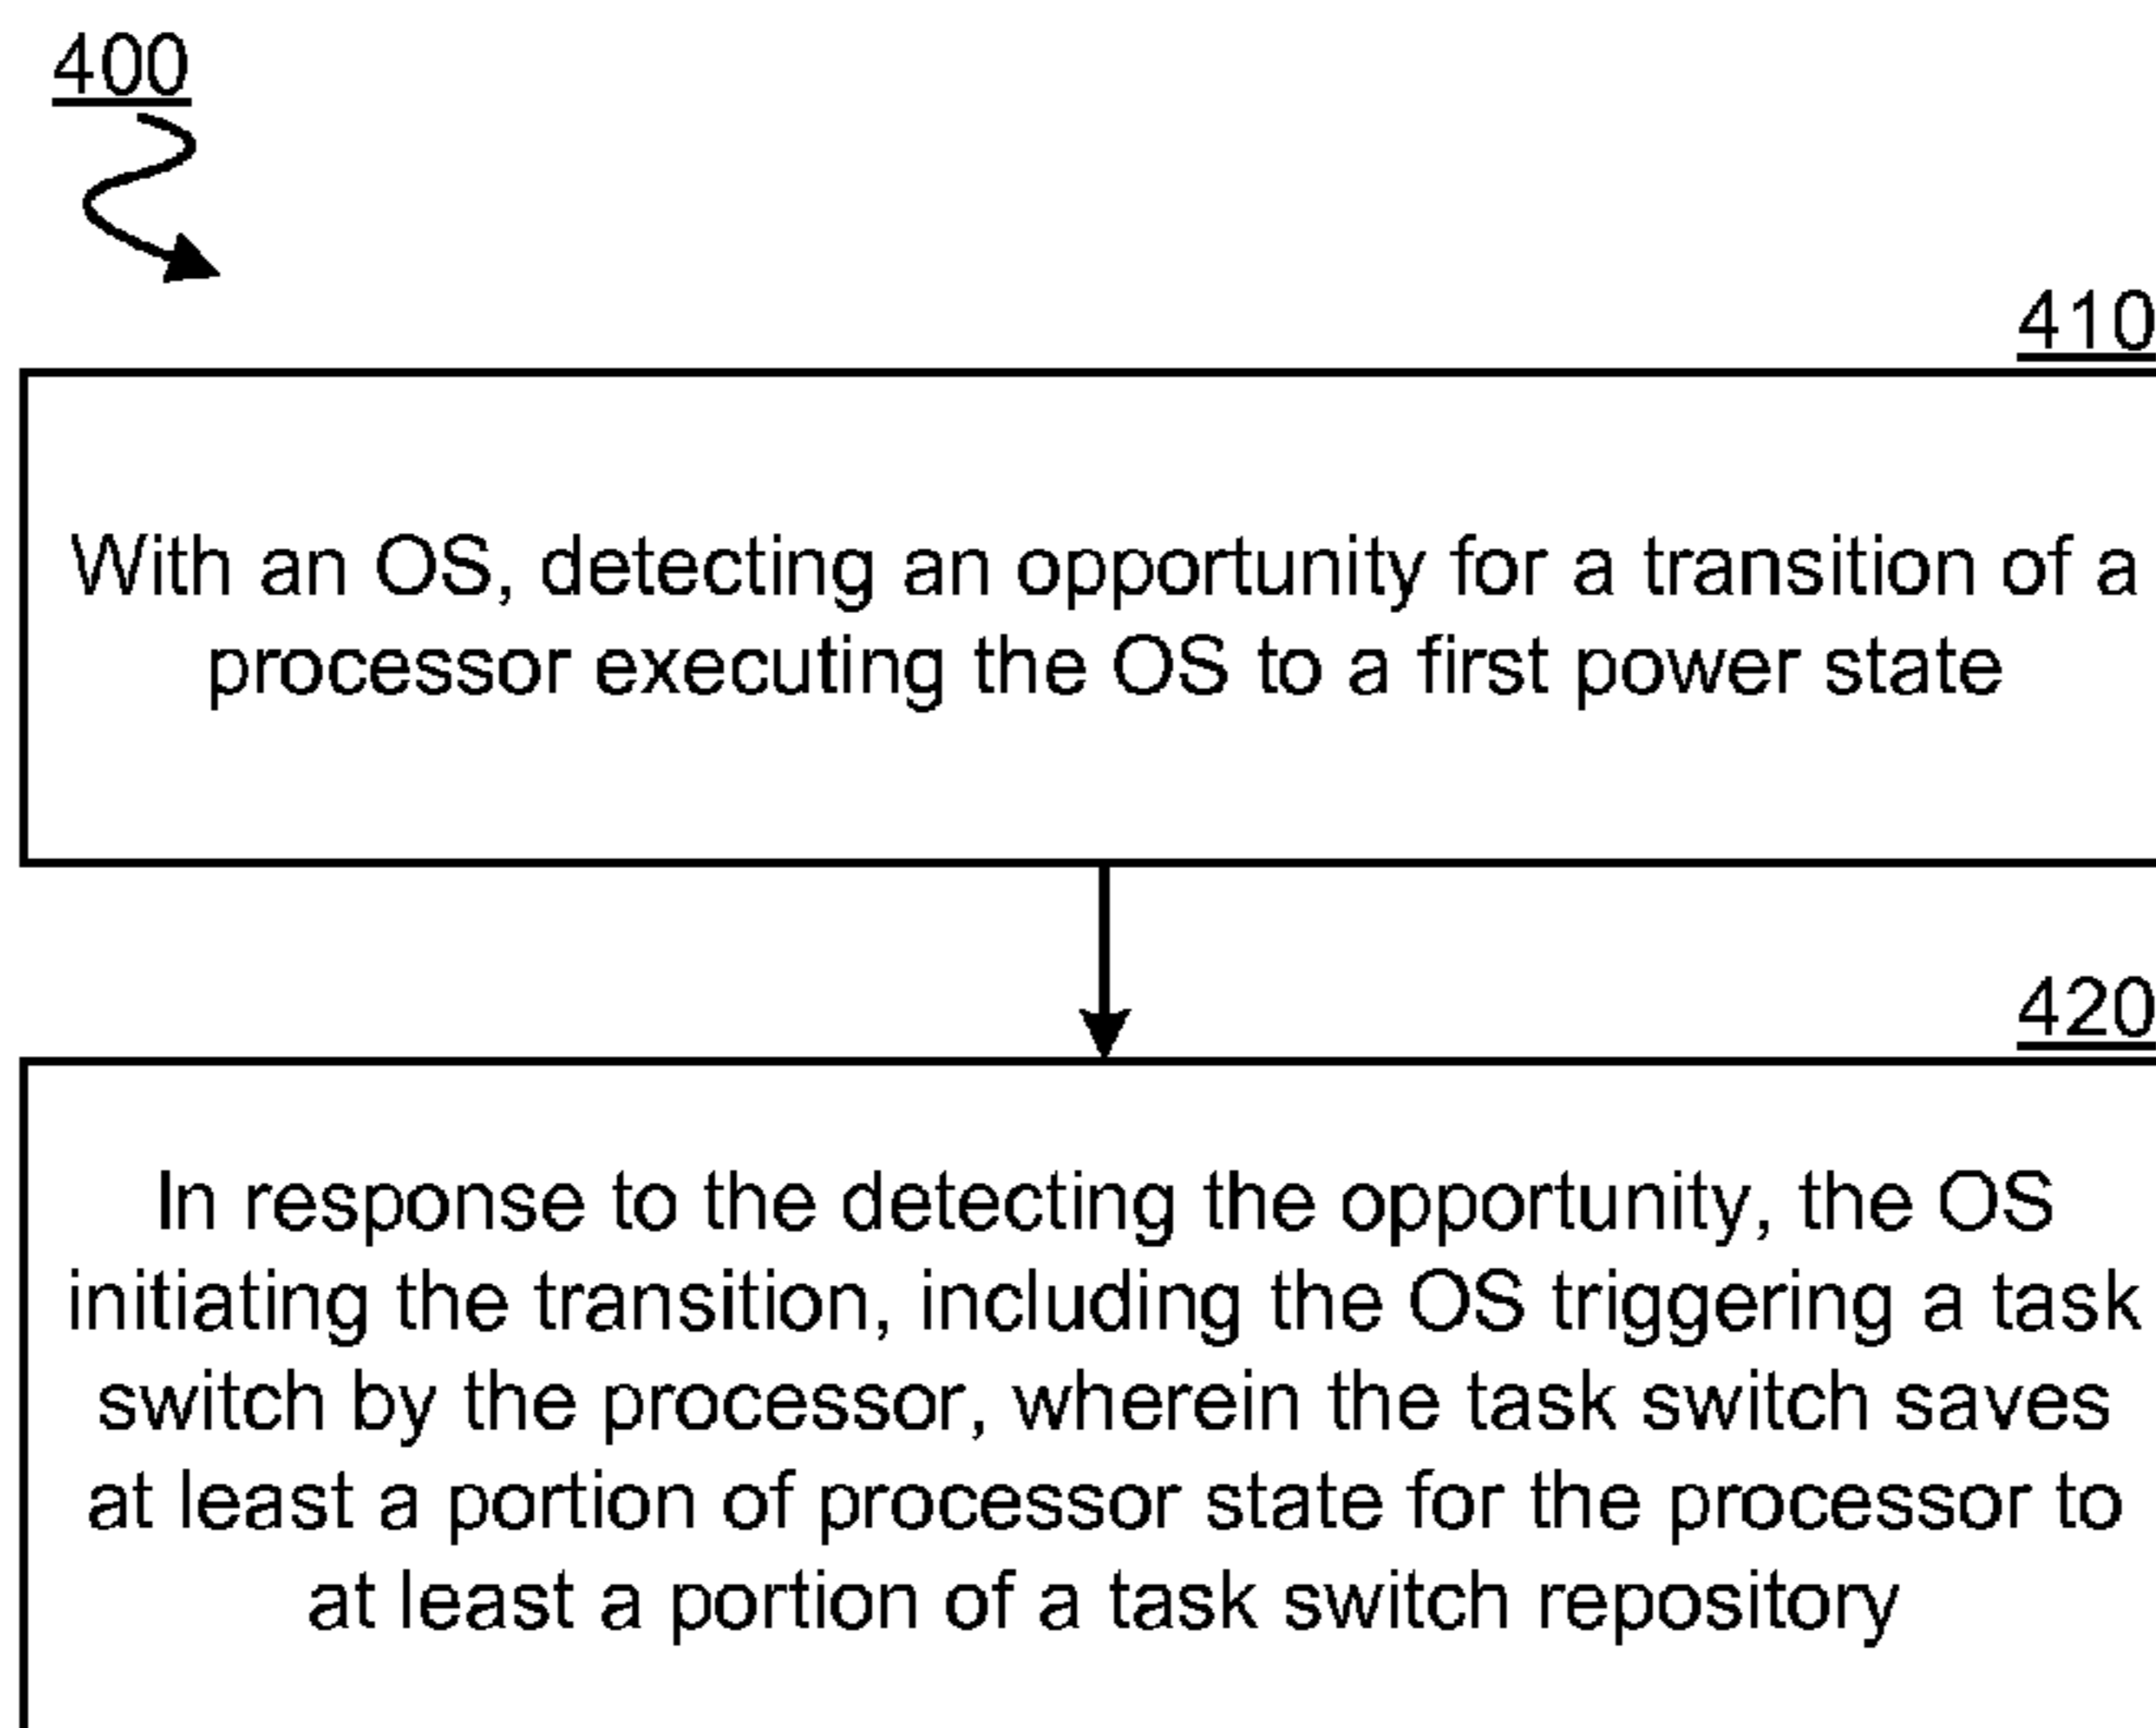 400
410
With an OS, detecting an opportunity for a transition of a
processor executing the OS to a first power state
420
In response to the detecting the opportunity, the OS
initiating the transition, including the OS triggering a task
switch by the processor, wherein the task switch saves
at least a portion of processor state for the processor to
at least a portion of a task switch repository